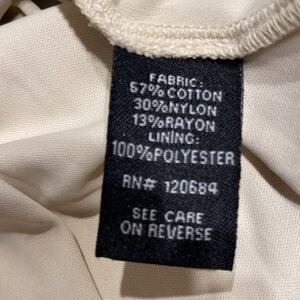 FABRIC:
57% COTTON
30% NYLON
13% RAYON
LINING:
100% POLYESTER
RN# 120684
SEE CARE
ON REVERSE